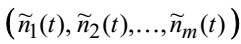 (ñ₁(t), ñ₂(t),…,ñₘ(t))